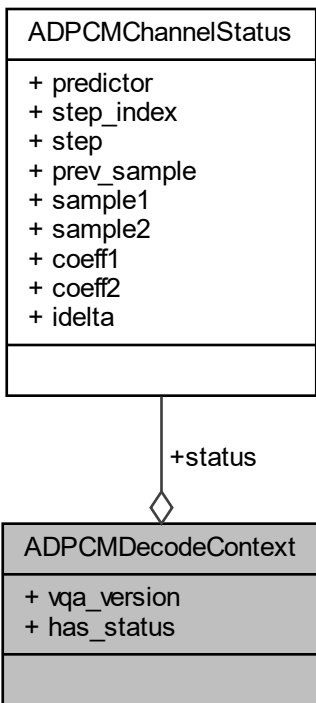 ADPCMChannelStatus
+ predictor
+ step_index
+ step
+ prev_sample
+ sample1
+ sample2
+ coeff1
+ coeff2
+ idelta
+status
ADPCMDecodeContext
+ vqa_version
+ has_status